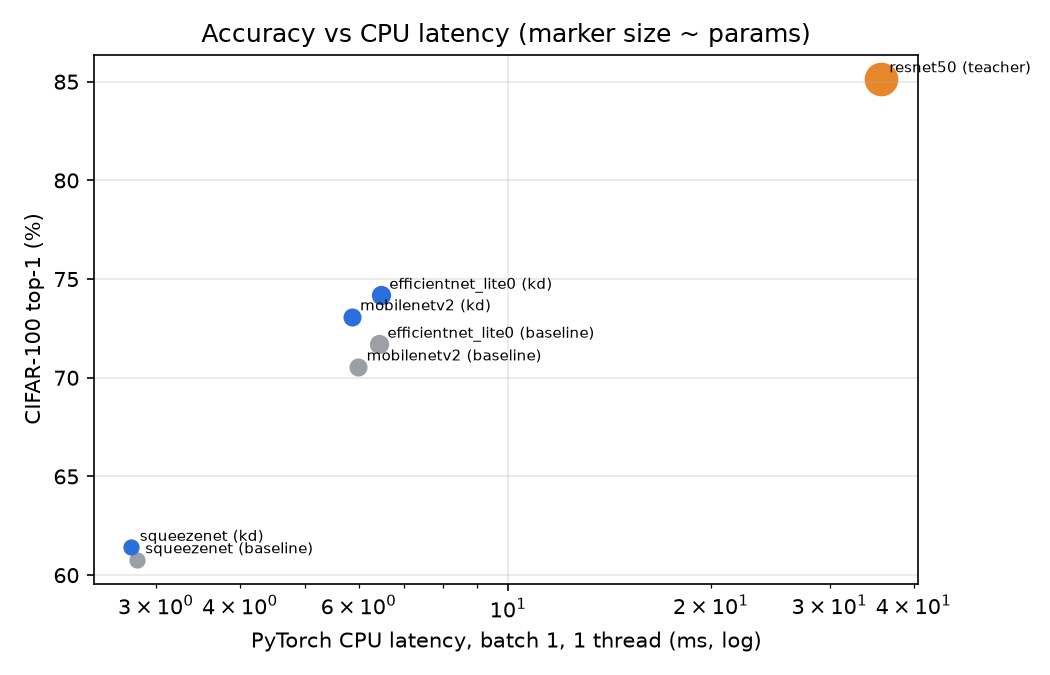 Accuracy vs CPU latency (marker size ~ params)
CIFAR-100 top-1 (%)
85
80
75
70
65
60
resnet50 (teacher)
efficientnet_lite0 (kd)
mobilenetv2 (kd)
efficientnet_lite0 (baseline)
mobilenetv2 (baseline)
squeezenet (kd)
squeezenet (baseline)
3 × 10⁰ 4 × 10⁰ 6 × 10⁰ 10¹ 2 × 10¹ 3 × 10¹ 4 × 10¹
PyTorch CPU latency, batch 1, 1 thread (ms, log)